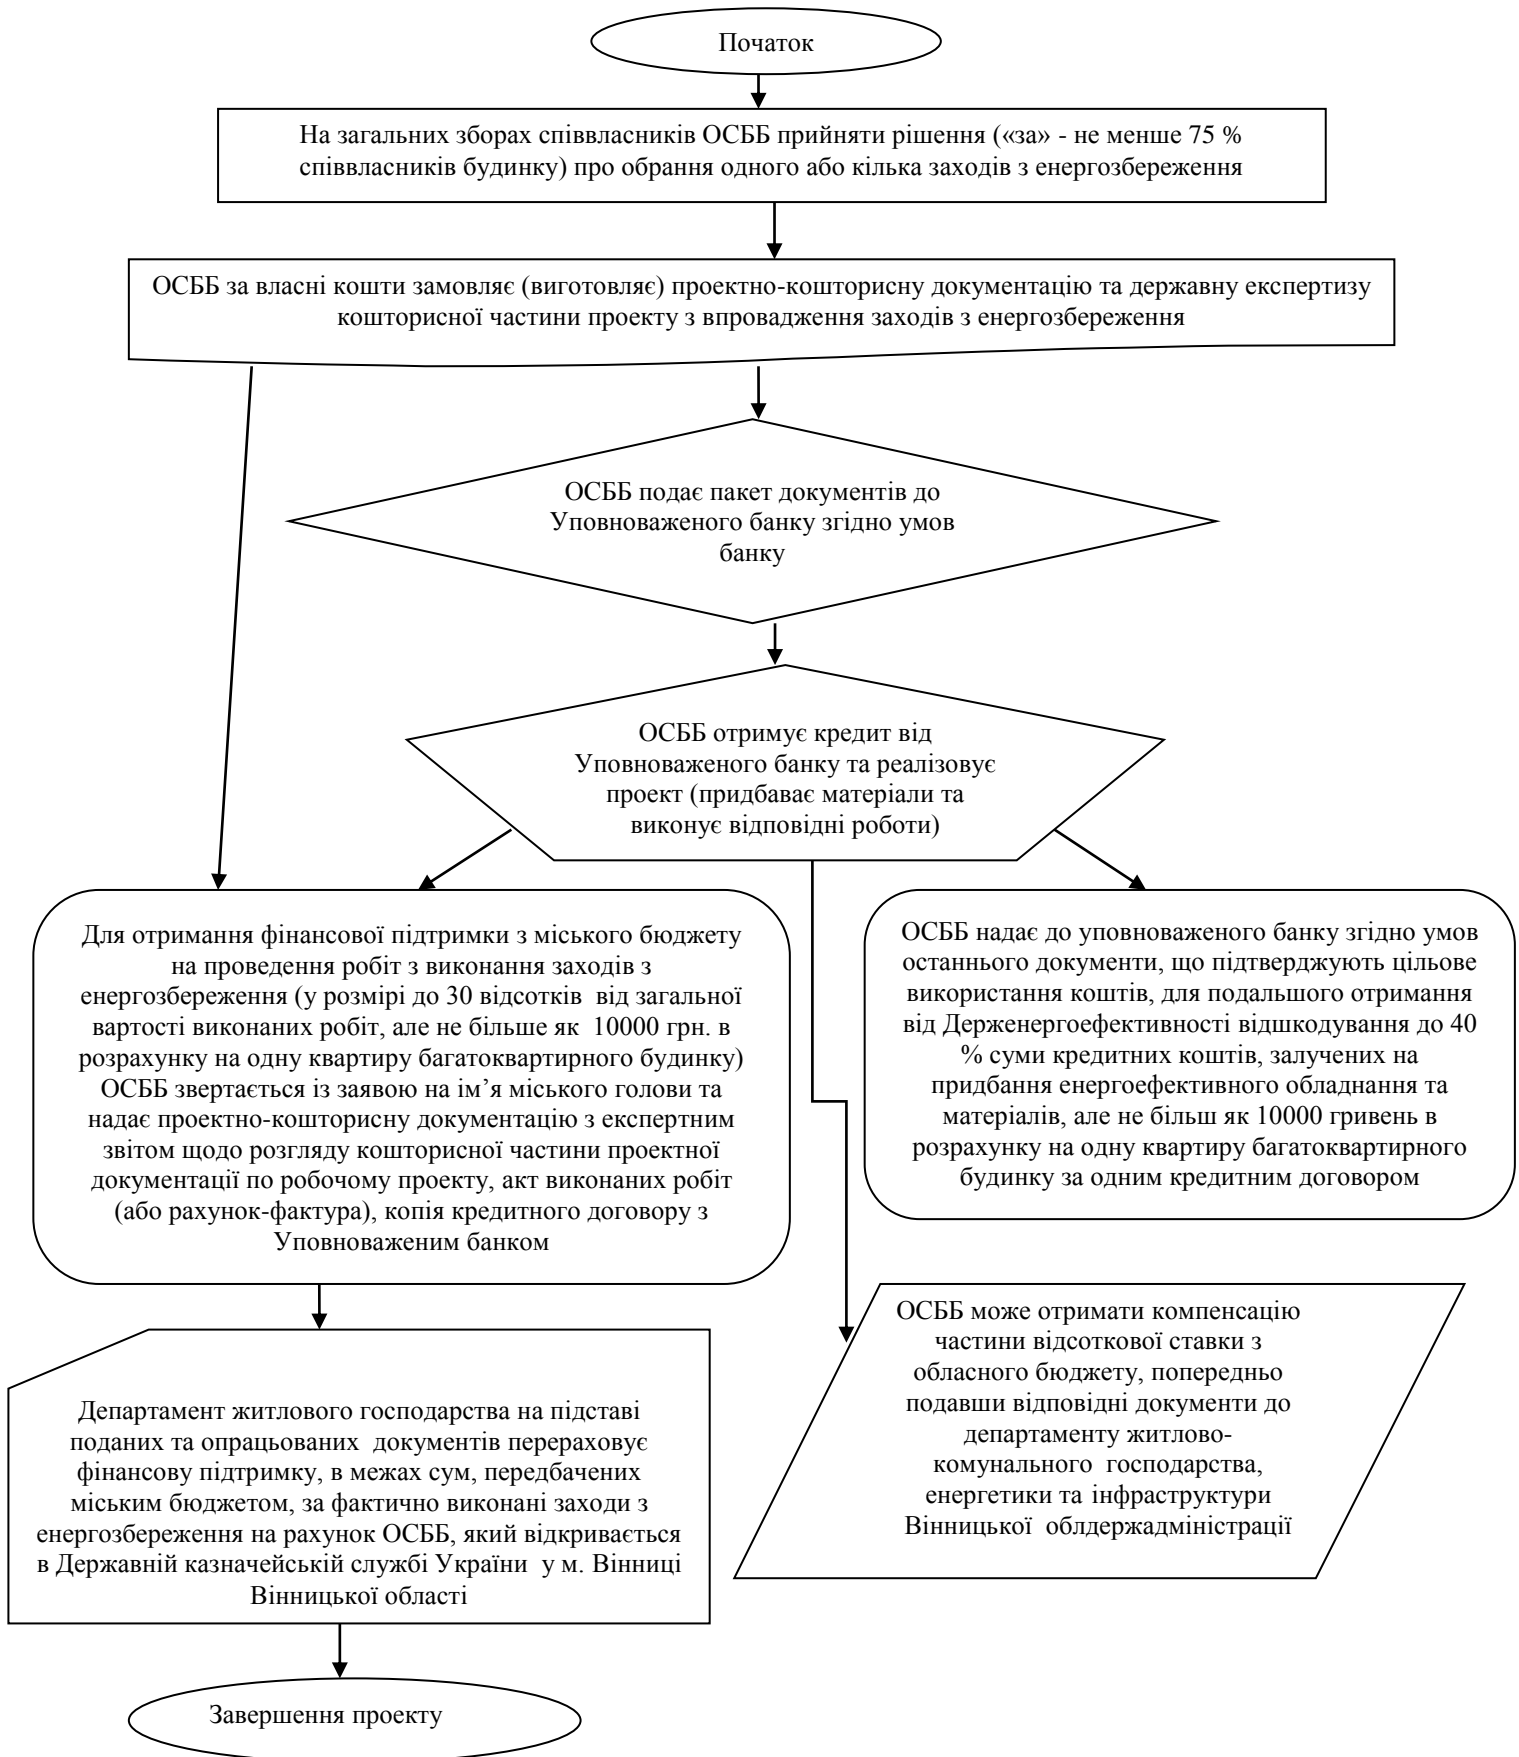 Початок
На загальних зборах співвласників ОСББ прийняти рішення («за» - не менше 75 %
співвласників будинку) про обрання одного або кілька заходів з енергозбереження
ОСББ за власні кошти замовляє (виготовляє) проектно-кошторисну документацію та державну експертизу
кошторисної частини проекту з впровадження заходів з енергозбереження
ОСББ подає пакет документів до
Уповноваженого банку згідно умов
банку
ОСББ отримує кредит від
Уповноваженого банку та реалізовує
проект (придбаває матеріали та
виконує відповідні роботи)
Для отримання фінансової підтримки з міського бюджету
на проведення робіт з виконання заходів з
енергозбереження (у розмірі до 30 відсотків від загальної
вартості виконаних робіт, але не більше як 10000 грн. в
розрахунку на одну квартиру багатоквартирного будинку)
ОСББ звертається із заявою на ім’я міського голови та
надає проектно-кошторисну документацію з експертним
звітом щодо розгляду кошторисної частини проектної
документації по робочому проекту, акт виконаних робіт
(або рахунок-фактура), копія кредитного договору з
Уповноваженим банком
ОСББ надає до уповноваженого банку згідно умов
останнього документи, що підтверджують цільове
використання коштів, для подальшого отримання
від Держенергоефективності відшкодування до 40
% суми кредитних коштів, залучених на
придбання енергоефективного обладнання та
матеріалів, але не більш як 10000 гривень в
розрахунку на одну квартиру багатоквартирного
будинку за одним кредитним договором
Департамент житлового господарства на підставі
поданих та опрацьованих документів перераховує
фінансову підтримку, в межах сум, передбачених
міським бюджетом, за фактично виконані заходи з
енергозбереження на рахунок ОСББ, який відкривається
в Державній казначейській службі України у м. Вінниці
Вінницької області
ОСББ може отримати компенсацію
частини відсоткової ставки з
обласного бюджету, попередньо
подавши відповідні документи до
департаменту житлово-
комунального господарства,
енергетики та інфраструктури
Вінницької облдержадміністрації
Завершення проекту